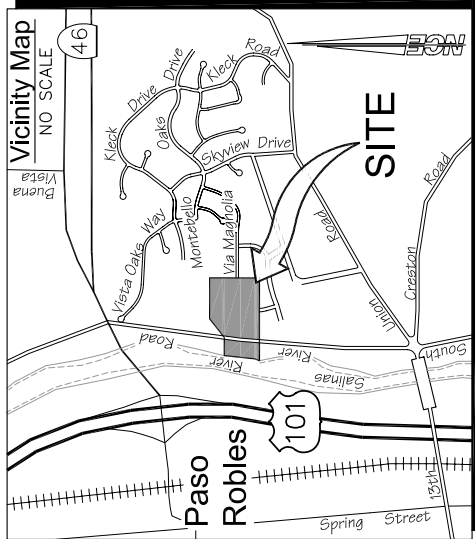 Vicinity Map
NO SCALE
46
Buena
Vista
Kleck
Drive
Drive
Oaks
Kleck
Road
Skyview Drive
Montebello
Vista Oaks Way
Via Magnolia
SITE
NCE
Road
Union
Creston
Road
River
Road
Salinas
River
South
101
Paso
Robles
13th
Spring Street